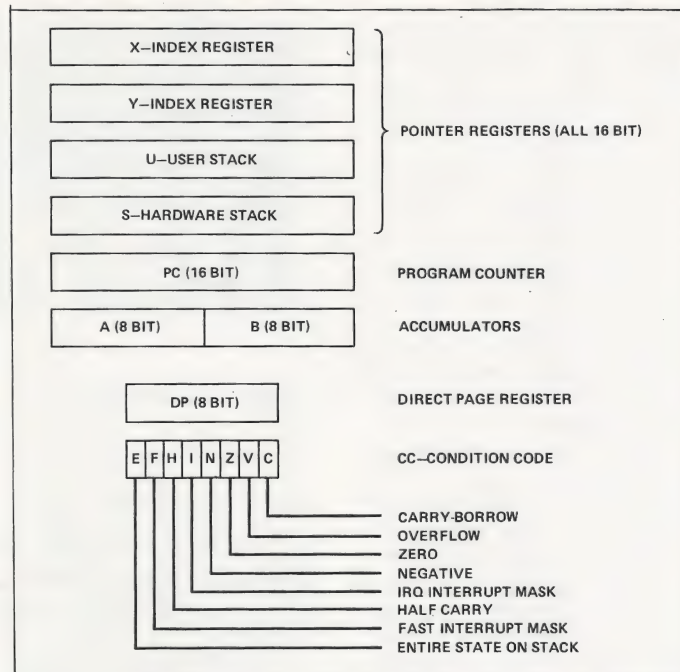 X–INDEX REGISTER
Y–INDEX REGISTER
U–USER STACK
S–HARDWARE STACK
POINTER REGISTERS (ALL 16 BIT)
PC (16 BIT)
PROGRAM COUNTER
A (8 BIT)
B (8 BIT)
ACCUMULATORS
DP (8 BIT)
DIRECT PAGE REGISTER
E F H I N Z V C
CC–CONDITION CODE
CARRY-BORROW
OVERFLOW
ZERO
NEGATIVE
IRQ INTERRUPT MASK
HALF CARRY
FAST INTERRUPT MASK
ENTIRE STATE ON STACK